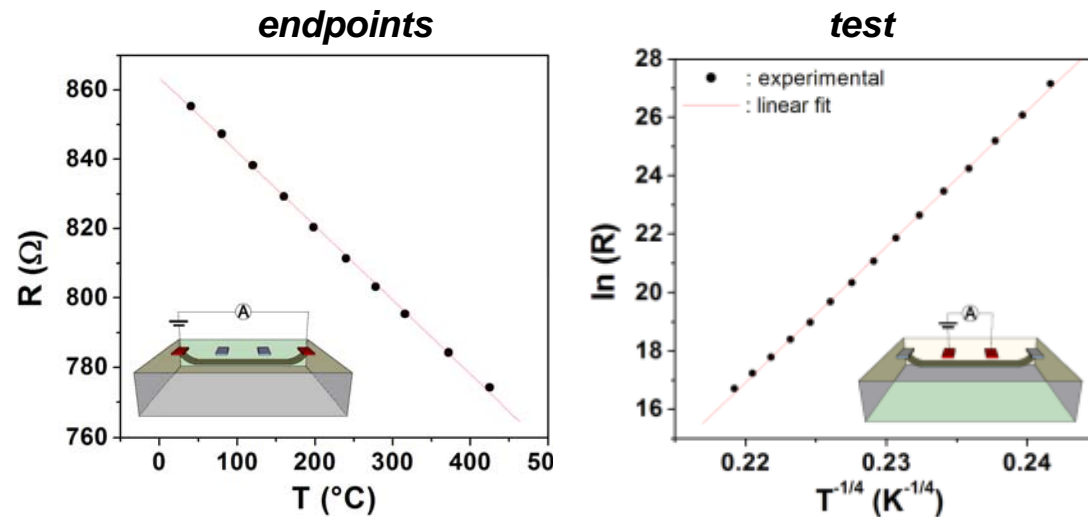 endpoints
860
840
820
800
780
760
R (Ω)
A
0 100 200 300 400 50
T (°C)
test
28
26
24
22
20
18
16
ln (R)
: experimental
: linear fit
A
0.22 0.23 0.24
T-1/4 (K-1/4)